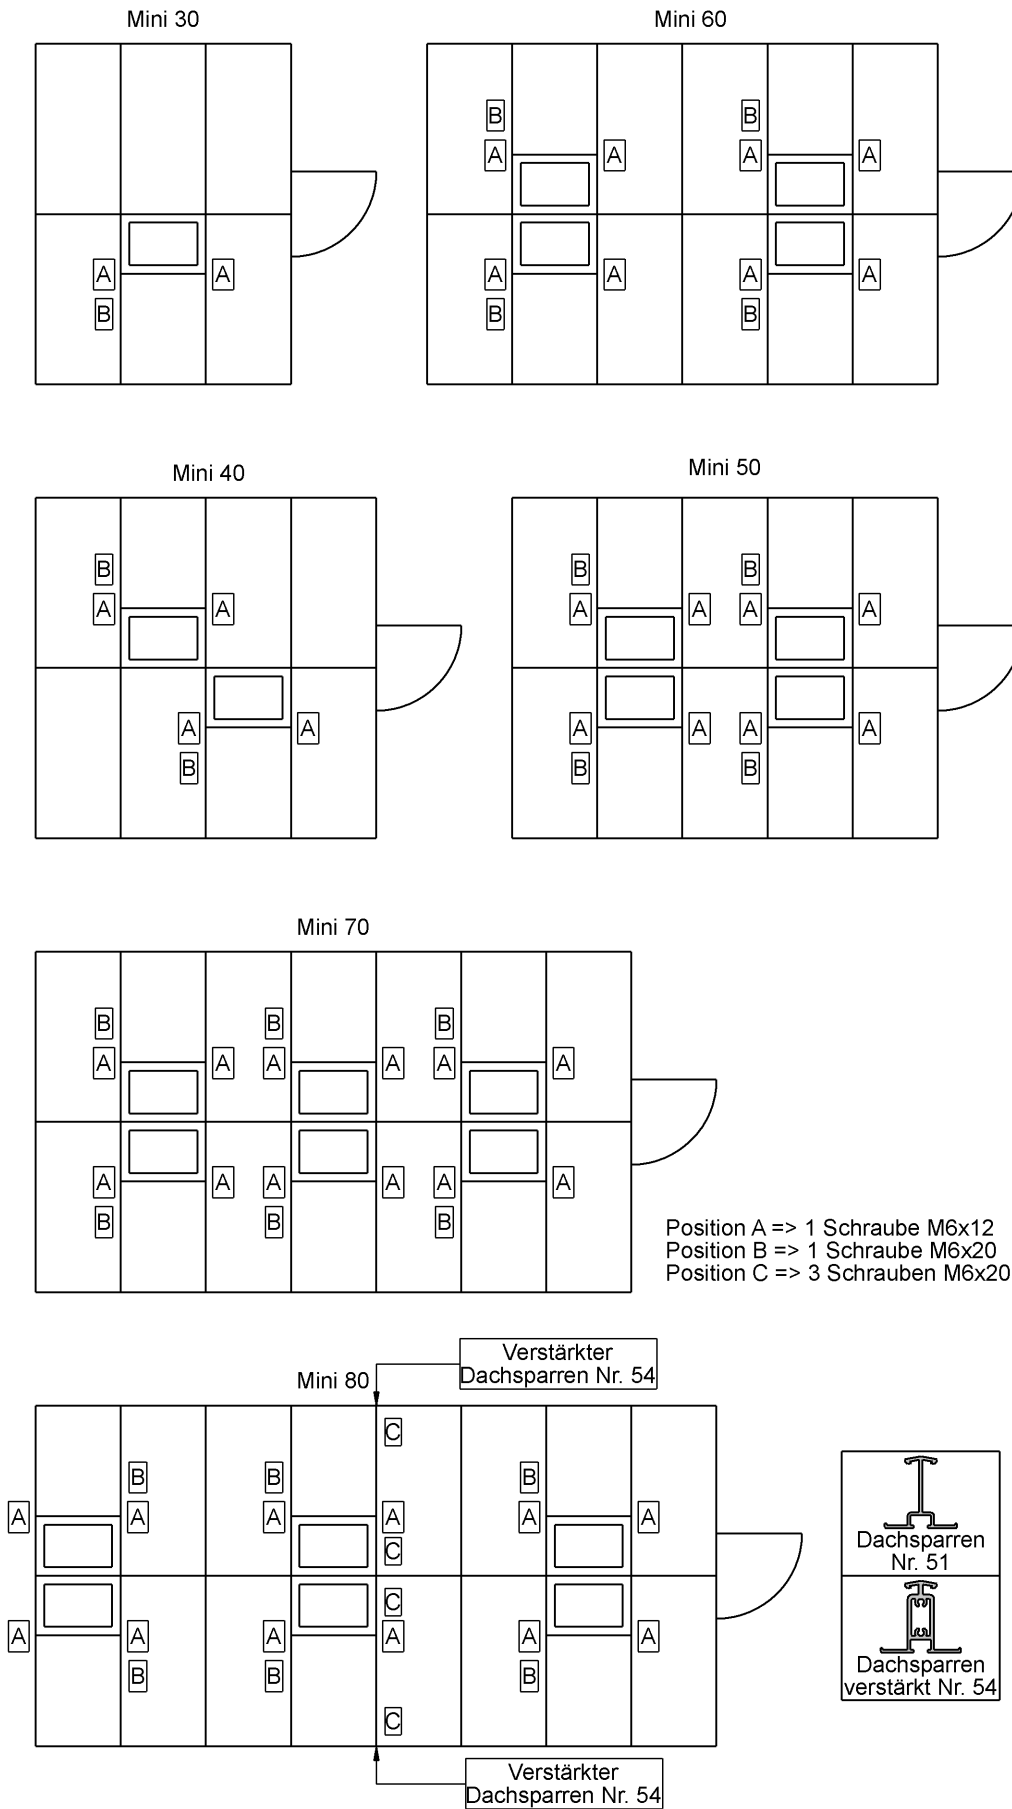 Mini 30
Mini 60
B B
A A A A
A A A A A A
B B B
Mini 40
Mini 50
B B B
A A A A A A
A A A A A A
B B B
Mini 70
B B B
A A A A A A
A A A A A A
B B B
Position A => 1 Schraube M6x12
Position B => 1 Schraube M6x20
Position C => 3 Schrauben M6x20
Verstärkter
Dachsparren Nr. 54
Mini 80
C
B B B
A A A A A A
C
C
A A A A A A
B B B
C
Dachsparren
Nr. 51
Dachsparren
verstärkt Nr. 54
Verstärkter
Dachsparren Nr. 54